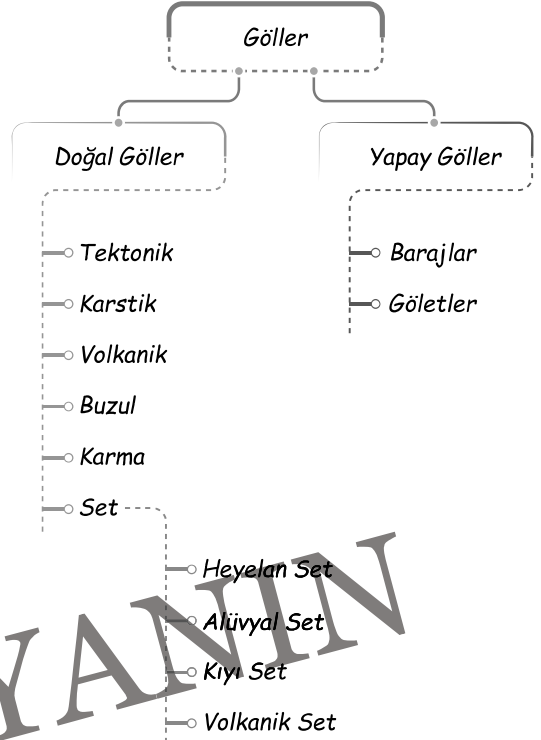 Göller
Doğal Göller
Yapay Göller
Tektonik
Karstik
Volkanik
Buzul
Karma
Set
Barajlar
Göletler
Heyelan Set
Alüvyal Set
Kıyı Set
Volkanik Set
YANIN